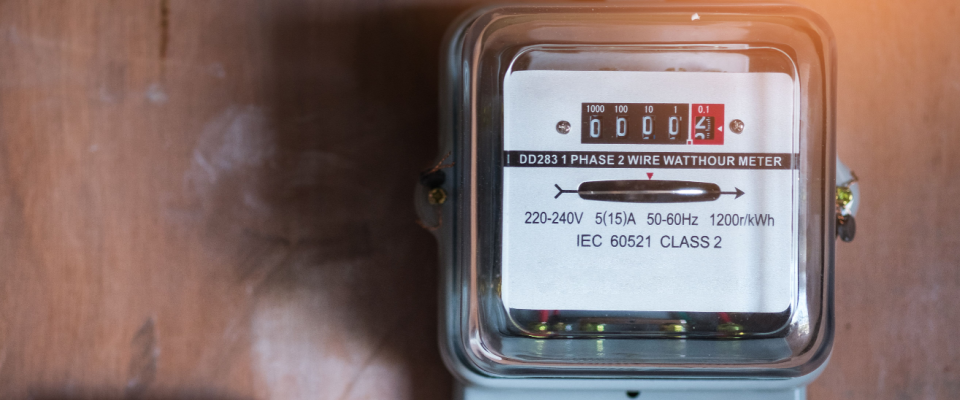 1000 100 10 1 0.1
0 0 0 0
DD283 1 PHASE 2 WIRE WATTHOUR METER
220-240V 5(15)A 50-60Hz 1200r/kWh
IEC 60521 CLASS 2